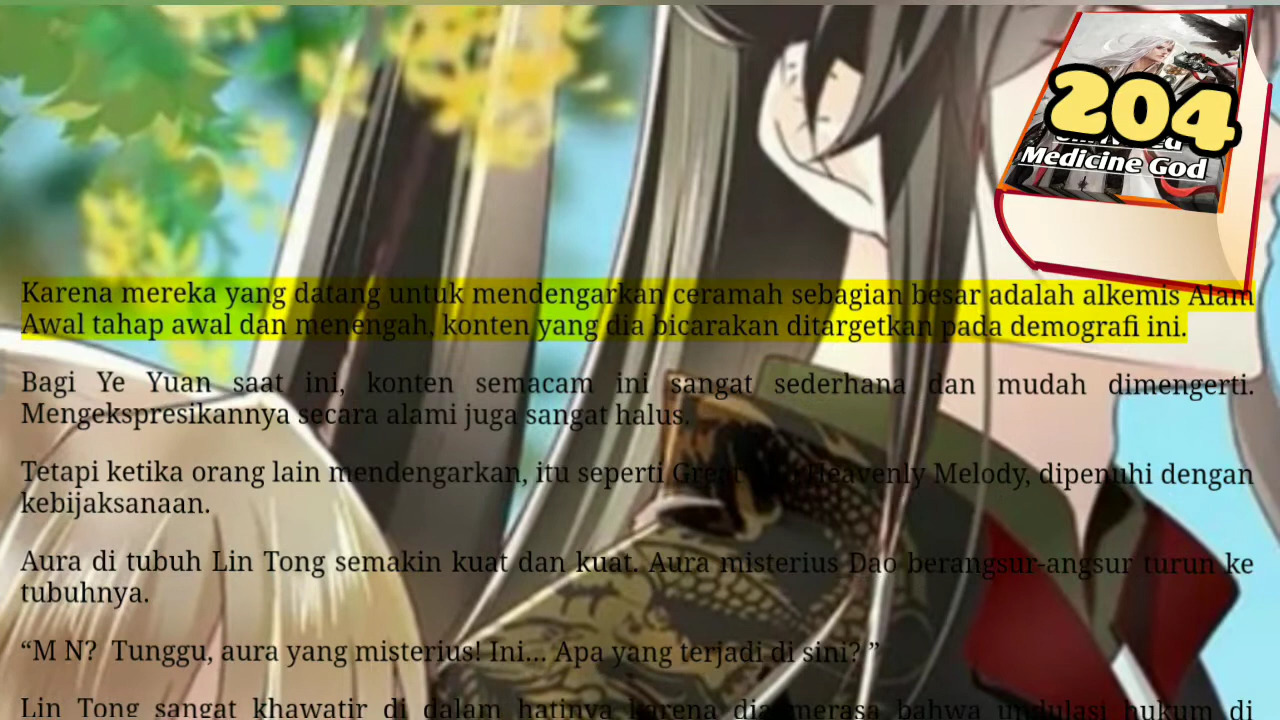 204
Medicine God
Karena mereka yang datang untuk mendengarkan ceramah sebagian besar adalah alkemis Alam
Awal tahap awal dan menengah, konten yang dia bicarakan ditargetkan pada demografi ini.
Bagi Ye Yuan saat ini, konten semacam ini sangat sederhana dan mudah dimengerti.
Mengekspresikannya secara alami juga sangat halus.
Tetapi ketika orang lain mendengarkan, itu seperti Great Heavenly Melody, dipenuhi dengan
kebijaksanaan.
Aura di tubuh Lin Tong semakin kuat dan kuat. Aura misterius Dao berangsur-angsur turun ke
tubuhnya.
“M N? Tunggu, aura yang misterius! Ini... Apa yang terjadi di sini? ”
Lin Tong sangat khawatir di dalam hatinya karena dia merasa bahwa undulasi hukum di